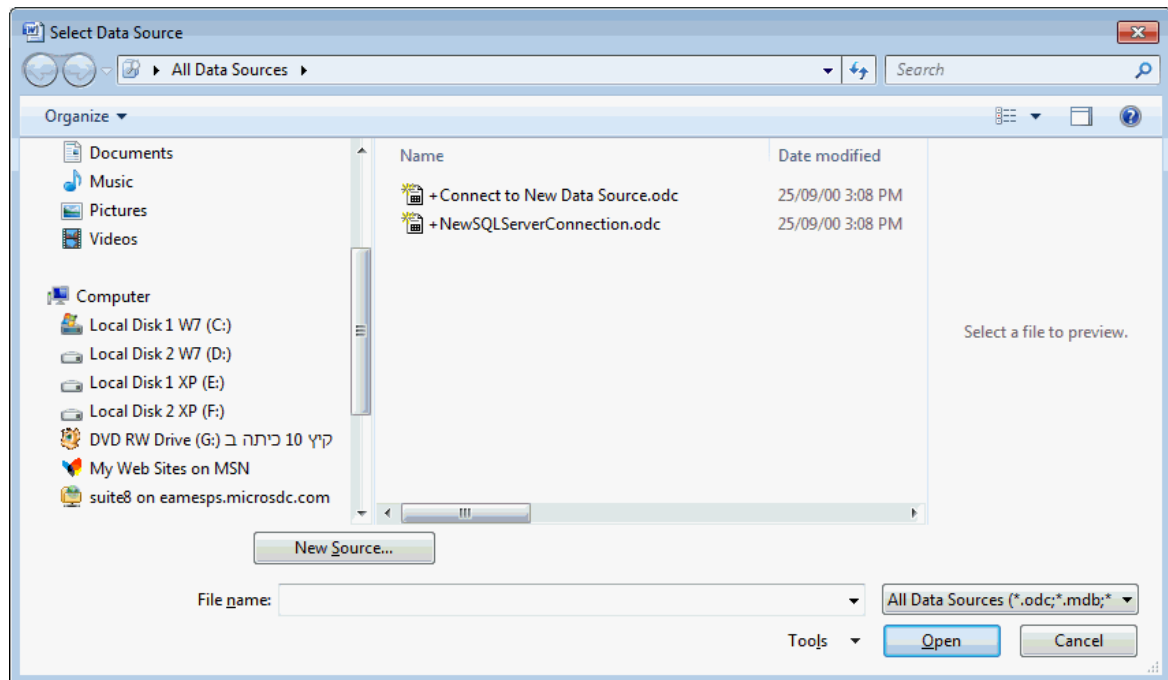 Select Data Source
All Data Sources
Search
Organize
Documents
Music
Pictures
Videos
Computer
Local Disk 1 W7 (C:)
Local Disk 2 W7 (D:)
Local Disk 1 XP (E:)
Local Disk 2 XP (F:)
DVD RW Drive (G:) קיץ 10 כיתה ב
My Web Sites on MSN
suite8 on eamesps.microsdc.com
Name Date modified
+Connect to New Data Source.odc 25/09/00 3:08 PM
+NewSQLServerConnection.odc 25/09/00 3:08 PM
Select a file to preview.
New Source...
File name:
All Data Sources (*.odc;*.mdb;*
Tools Open Cancel